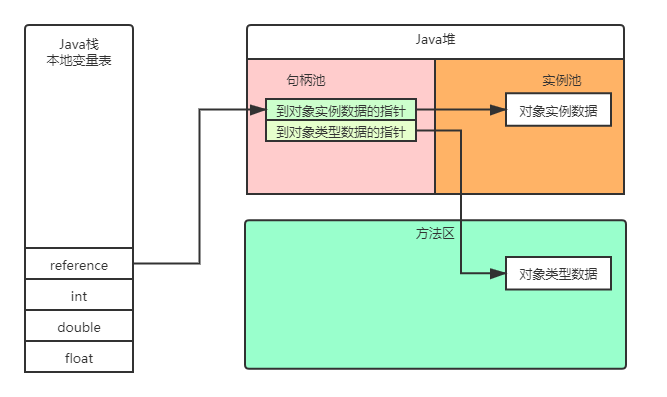 Java栈
本地变量表
reference
int
double
float
Java堆
句柄池
实例池
到对象实例数据的指针
到对象类型数据的指针
对象实例数据
方法区
对象类型数据